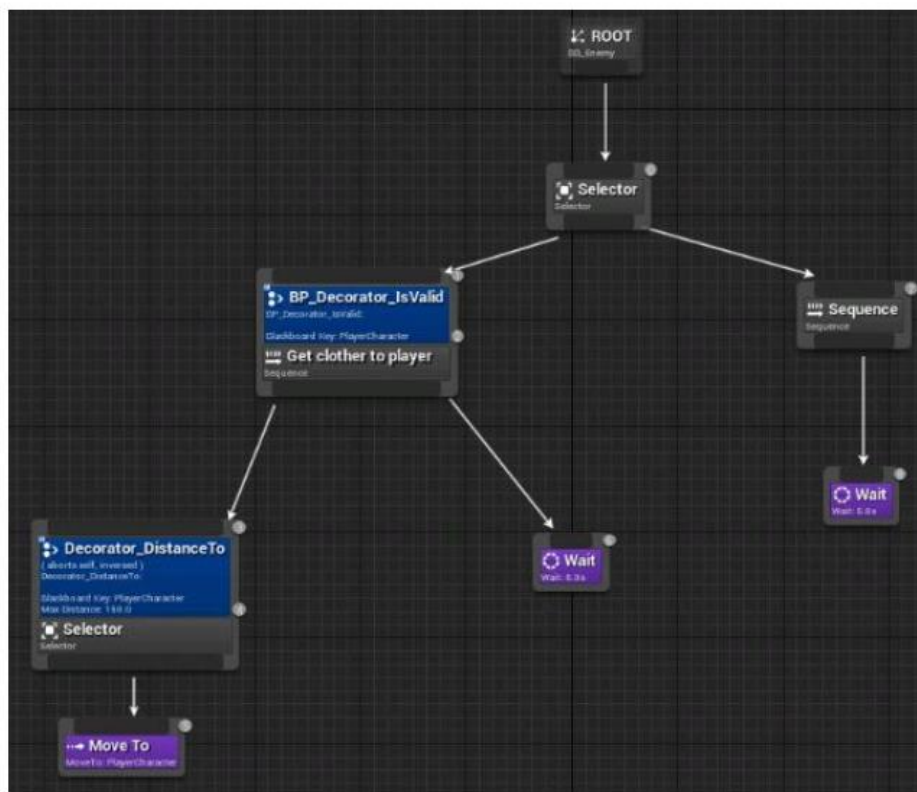 ROOT
BB_Enemy
Selector
Selector
BP_Decorator_IsValid
BP_Decorator_IsValid:
Blackboard Key: PlayerCharacter
Get clother to player
Sequence
Sequence
Sequence
Wait
Decorator_DistanceTo
( aborts self, inversed )
Decorator_DistanceTo:
Blackboard Key: PlayerCharacter
Max Distance: 150.0
Selector
Selector
Wait
Move To
MoveTo: PlayerCharacter